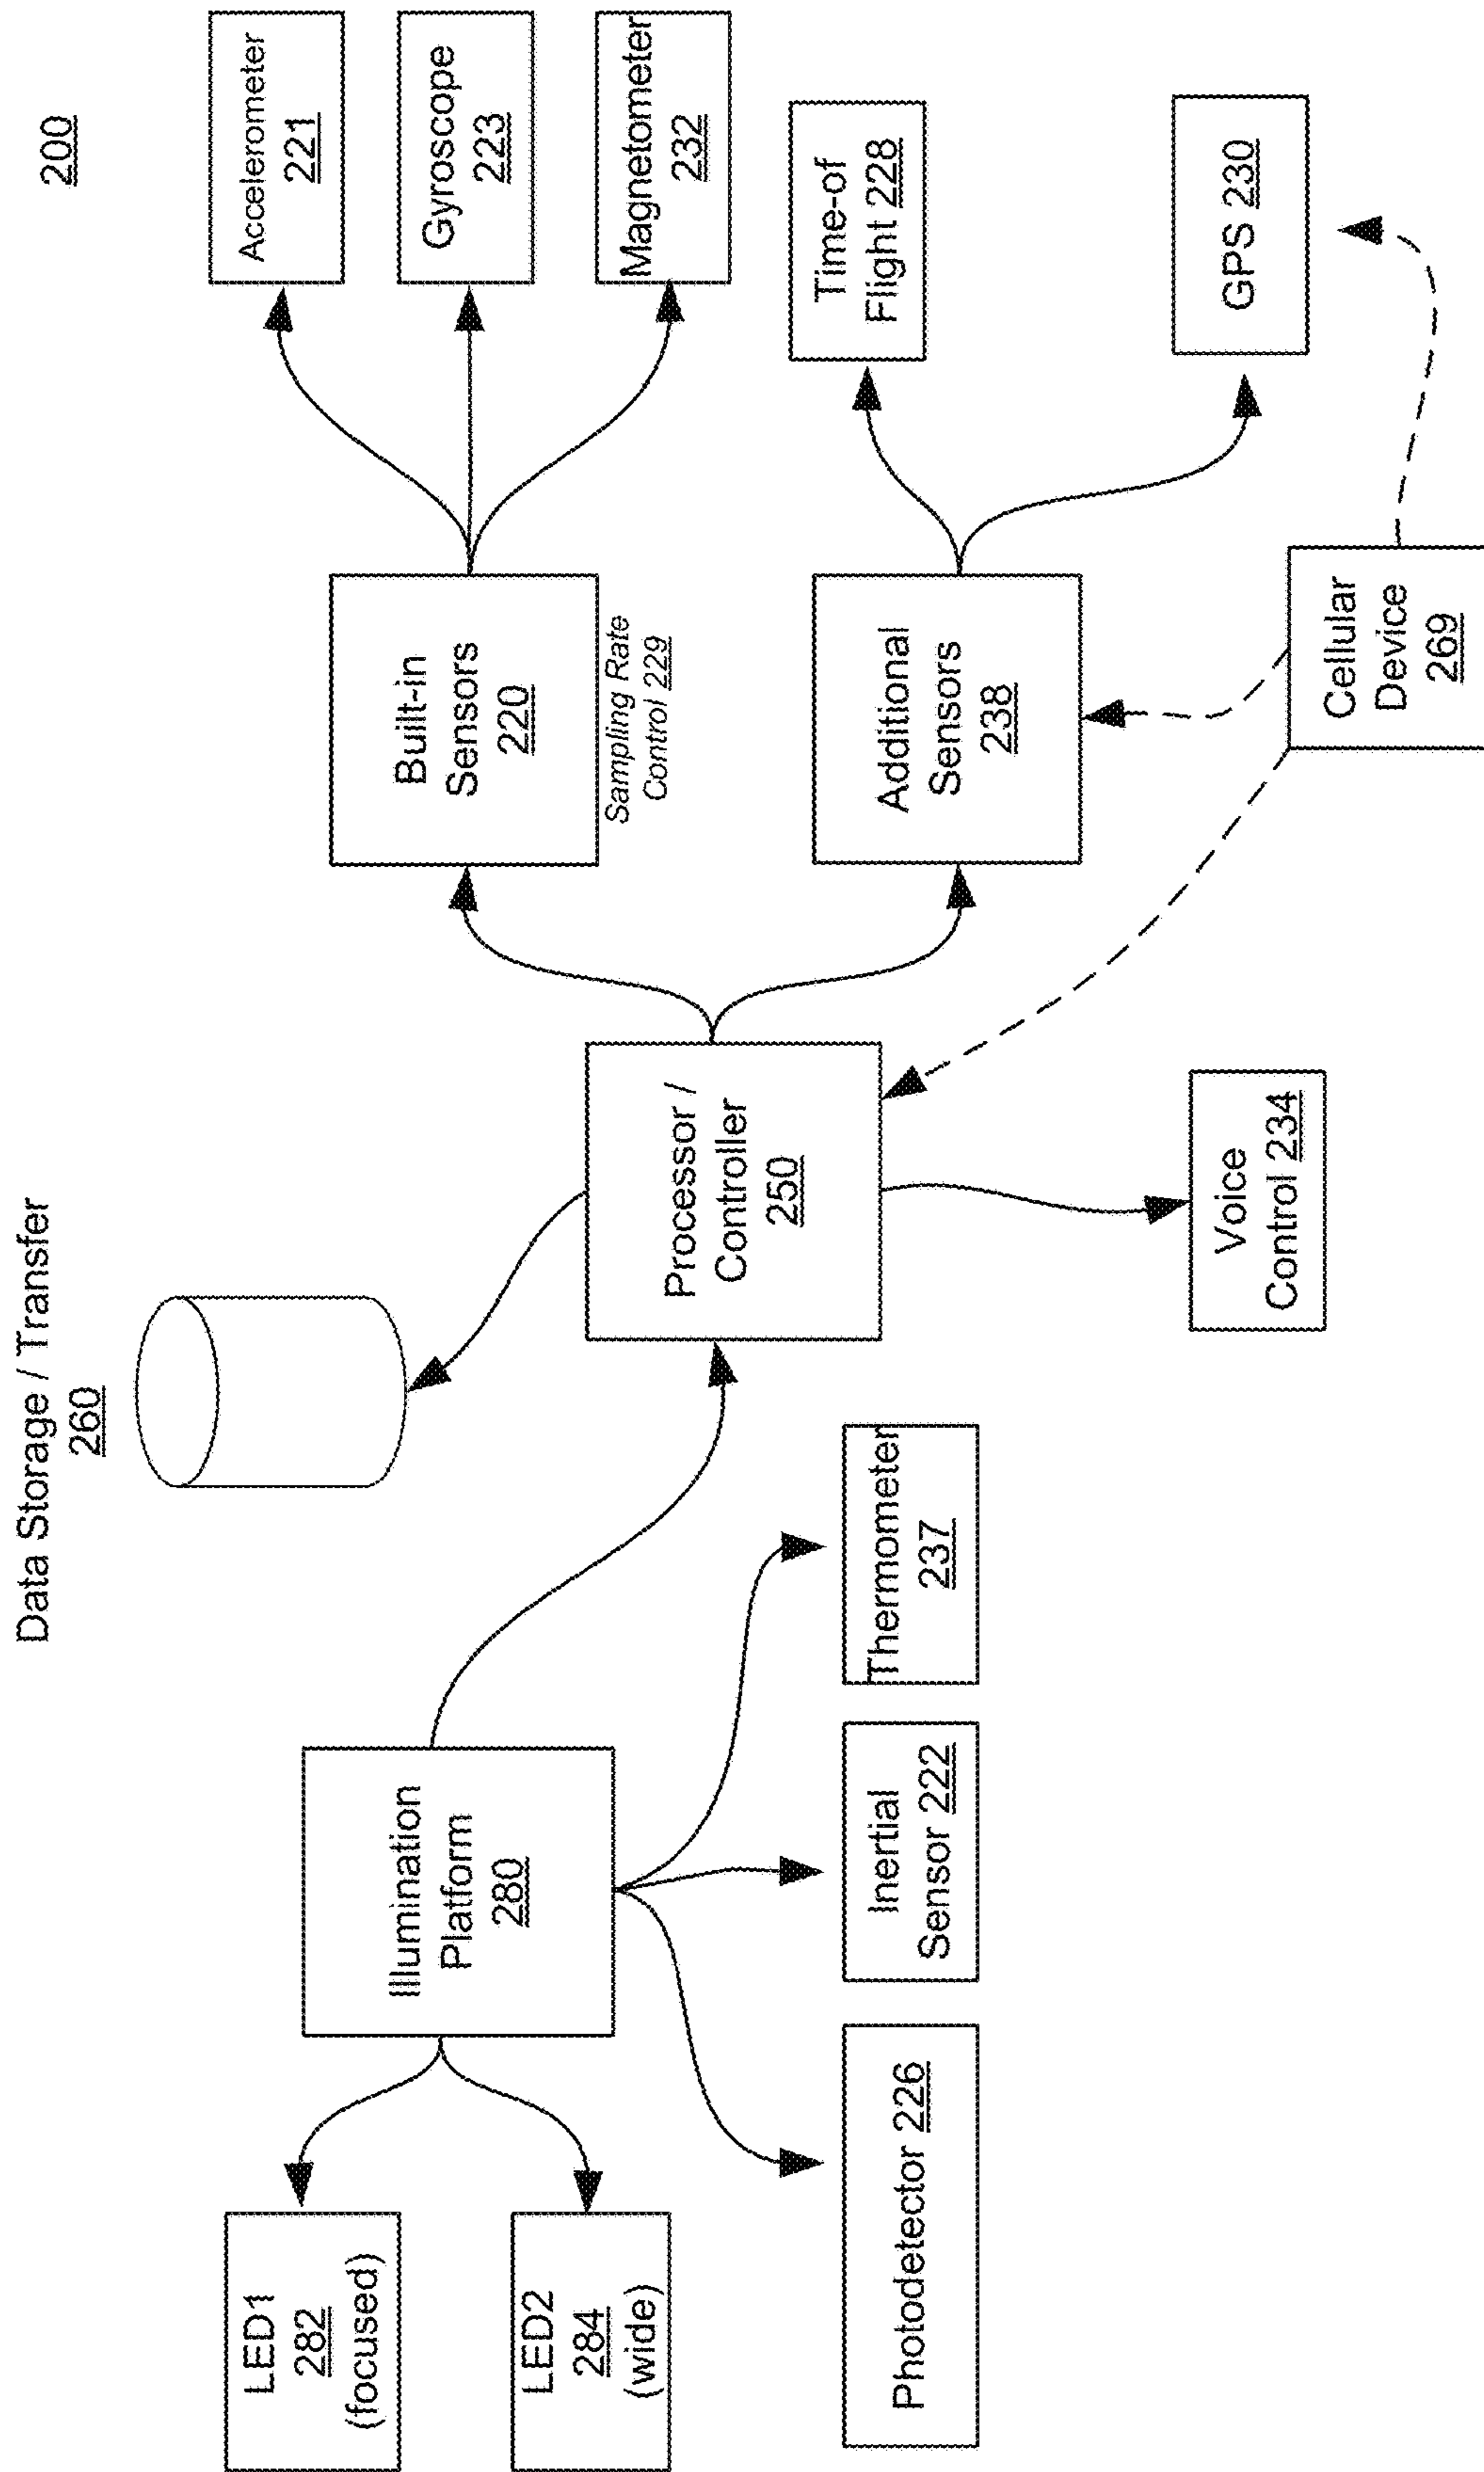 200
Data Storage / Transfer
260
Accelerometer
221
Gyroscope
223
Magnetometer
232
Built-in
Sensors
220
Sampling Rate
Control 229
Time-of
Flight 228
GPS 230
Additional
Sensors
238
Cellular
Device
269
Processor /
Controller
250
Voice
Control 234
Illumination
Platform
280
LED1
282
(focused)
LED2
284
(wide)
Photodetector 226
Inertial
Sensor 222
Thermometer
237